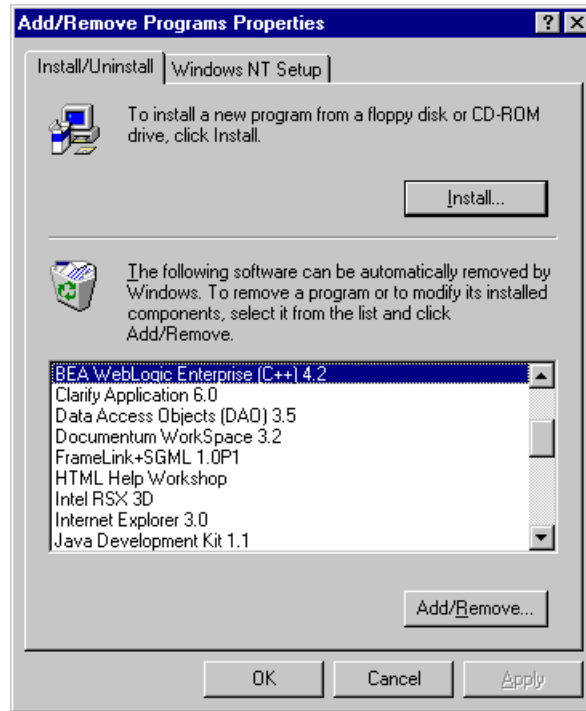 Add/Remove Programs Properties
Install/Uninstall
Windows NT Setup
To install a new program from a floppy disk or CD-ROM
drive, click Install.
Install...
The following software can be automatically removed by
Windows. To remove a program or to modify its installed
components, select it from the list and click
Add/Remove.
BEA WebLogic Enterprise (C++) 4.2
Clarify Application 6.0
Data Access Objects (DAO) 3.5
Documentum WorkSpace 3.2
FrameLink+SGML 1.0P1
HTML Help Workshop
Intel RSX 3D
Internet Explorer 3.0
Java Development Kit 1.1
Add/Remove...
OK
Cancel
Apply